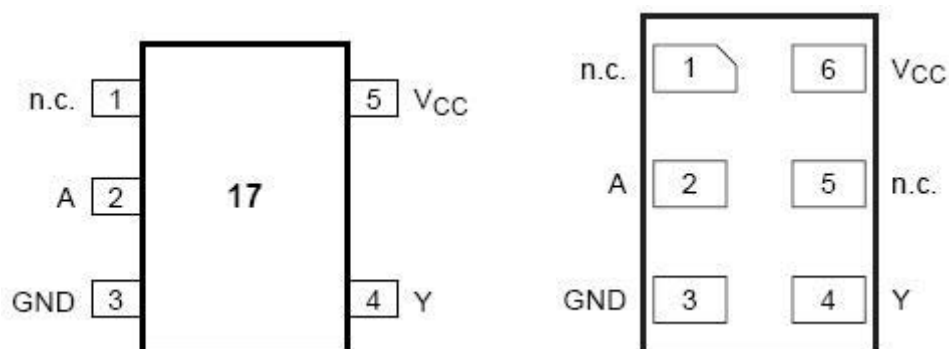 n.c. 1 5 VCC
A 2 17
GND 3 4 Y
n.c. 1 6 VCC
A 2 5 n.c.
GND 3 4 Y